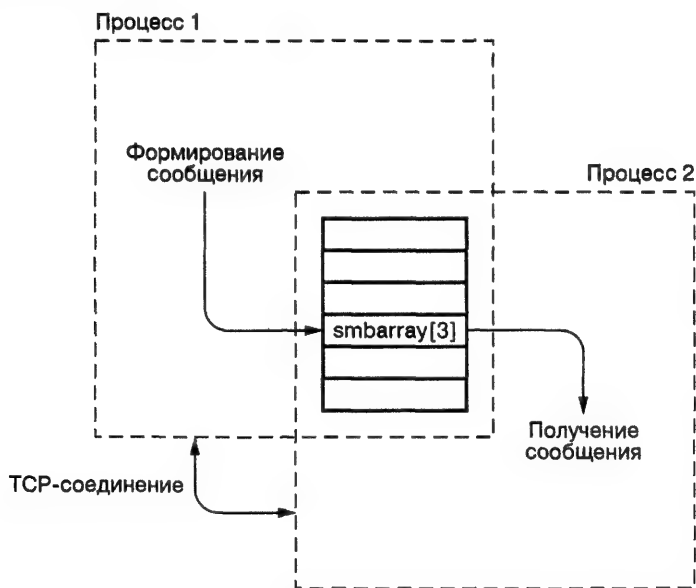 Процесс 1
Формирование
сообщения
Процесс 2
smbarray[3]
Получение
сообщения
TCP-соединение